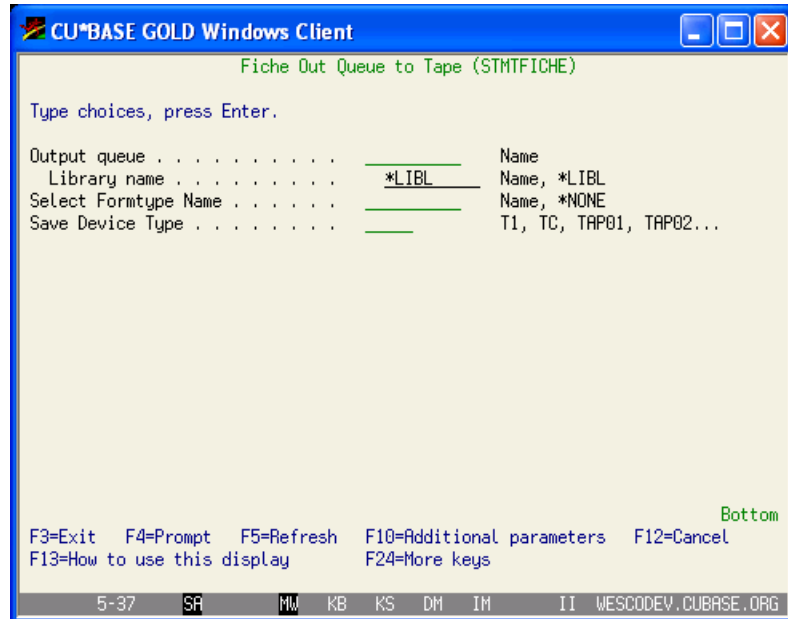 CU*BASE GOLD Windows Client
Fiche Out Queue to Tape (STMTFICHE)
Type choices, press Enter.
Output queue . . . . . . . . . . __________ Name
Library name . . . . . . . . . *LIBL Name, *LIBL
Select Formtype Name . . . . . . __________ Name, *NONE
Save Device Type . . . . . . . . _____ T1, TC, TAP01, TAP02...
Bottom
F3=Exit F4=Prompt F5=Refresh F10=Additional parameters F12=Cancel
F13=How to use this display F24=More keys
5-37 SA MW KB KS DM IM II WESCODEV.CUBASE.ORG